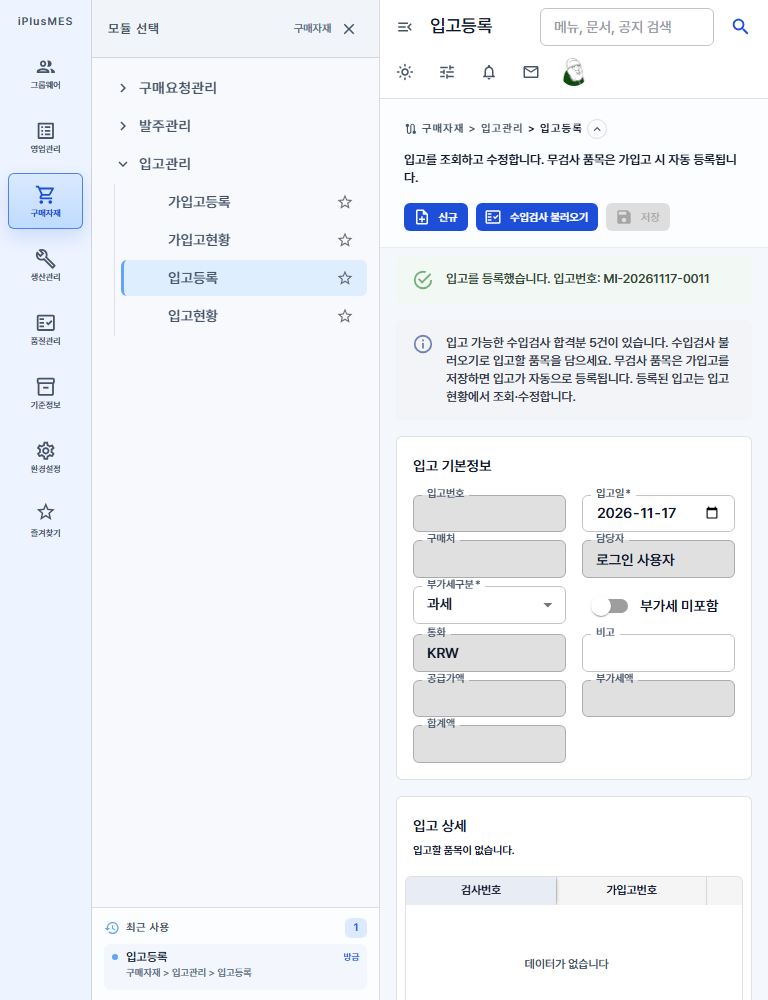 iPlusMES
그룹웨어
영업관리
구매자재
생산관리
품질관리
기준정보
환경설정
즐겨찾기
모듈 선택
구매자재
구매요청관리
발주관리
입고관리
가입고등록
가입고현황
입고등록
입고현황
최근 사용
1
입고등록
방금
구매자재 > 입고관리 > 입고등록
입고등록
메뉴, 문서, 공지 검색
구매자재 > 입고관리 > 입고등록
입고를 조회하고 수정합니다. 무검사 품목은 가입고 시 자동 등록됩니
다.
신규
수입검사 불러오기
저장
입고를 등록했습니다. 입고번호: MI-20261117-0011
입고 가능한 수입검사 합격분 5건이 있습니다. 수입검사 불
러오기로 입고할 품목을 담으세요. 무검사 품목은 가입고를
저장하면 입고가 자동으로 등록됩니다. 등록된 입고는 입고
현황에서 조회·수정합니다.
입고 기본정보
입고번호
입고일 *
2026-11-17
구매처
담당자
로그인 사용자
부가세구분 *
과세
부가세 미포함
통화
KRW
비고
공급가액
부가세액
합계액
입고 상세
입고할 품목이 없습니다.
검사번호
가입고번호
데이터가 없습니다